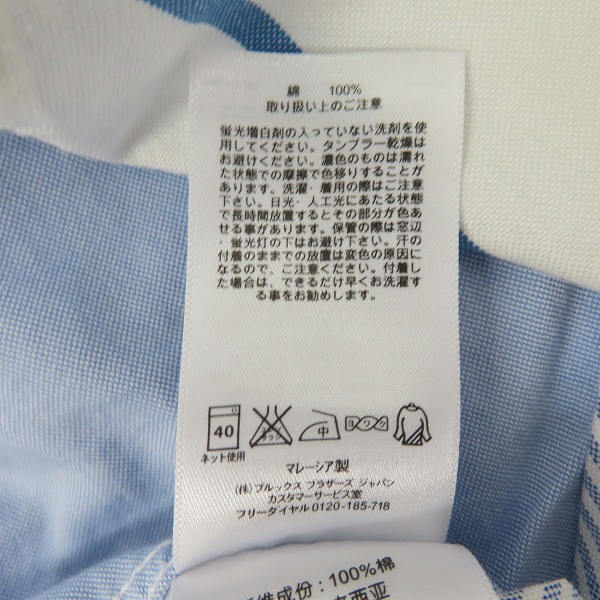 綿 100%
取り扱い上のご注意
蛍光増白剤の入っていない洗剤を使
用してください。タンブラー乾燥は
お避けください。濃色のものは濡れ
た状態での摩擦で色移りすることが
あります。洗濯・着用の際はご注意
下さい。日光・人工光にあたる状態
で長時間放置するとその部分が色あ
せる事があります。保管の際は窓辺
・蛍光灯の下はお避け下さい。汗の
付着のままでの放置は変色の原因に
なるので、ご注意ください。付着し
た場合は、できるだけ早くお洗濯す
る事をお勧めします。
40
中
ヨワク
ネット使用
マレーシア製
(株) ブルックス ブラザーズ ジャパン
カスタマーサービス室
フリーダイヤル 0120-185-718
维成份：100%棉
西亚